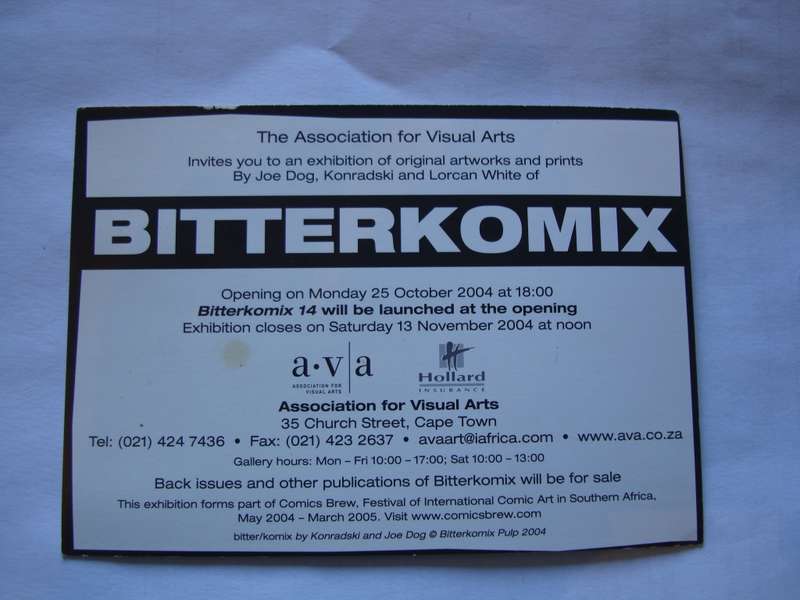 The Association for Visual Arts
Invites you to an exhibition of original artworks and prints
By Joe Dog, Konradski and Lorcan White of
BITTERKOMIX
Opening on Monday 25 October 2004 at 18:00
Bitterkomix 14 will be launched at the opening
Exhibition closes on Saturday 13 November 2004 at noon
a·v|a
ASSOCIATION FOR
VISUAL ARTS
Hollard
INSURANCE
Association for Visual Arts
35 Church Street, Cape Town
Tel: (021) 424 7436 • Fax: (021) 423 2637 • avaart@iafrica.com • www.ava.co.za
Gallery hours: Mon – Fri 10:00 – 17:00; Sat 10:00 – 13:00
Back issues and other publications of Bitterkomix will be for sale
This exhibition forms part of Comics Brew, Festival of International Comic Art in Southern Africa,
May 2004 – March 2005. Visit www.comicsbrew.com
bitter/komix by Konradski and Joe Dog © Bitterkomix Pulp 2004